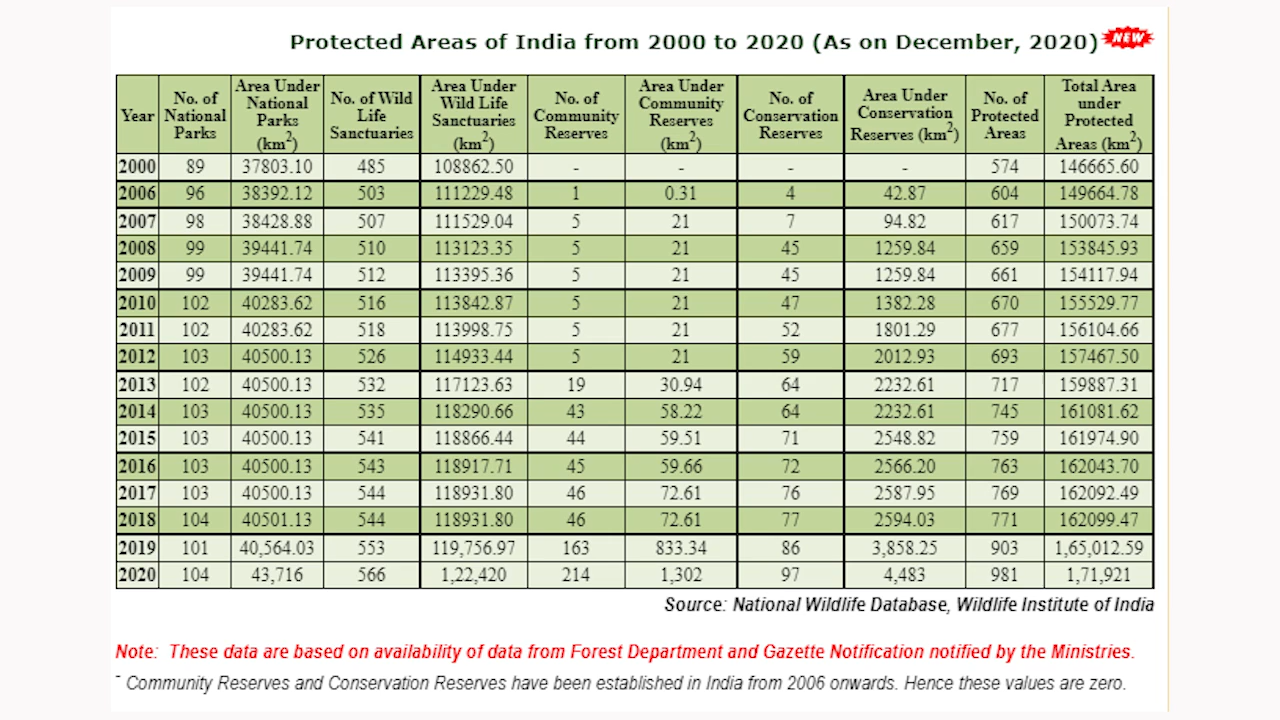 Protected Areas of India from 2000 to 2020 (As on December, 2020) NEW
Year No. of National Parks Area Under National Parks (km2) No. of Wild Life Sanctuaries Area Under Wild Life Sanctuaries (km2) No. of Community Reserves Area Under Community Reserves (km2) No. of Conservation Reserves Area Under Conservation Reserves (km2) No. of Protected Areas Total Area under Protected Areas (km2)
2000 89 37803.10 485 108862.50 - - - - 574 146665.60
2006 96 38392.12 503 111229.48 1 0.31 4 42.87 604 149664.78
2007 98 38428.88 507 111529.04 5 21 7 94.82 617 150073.74
2008 99 39441.74 510 113123.35 5 21 45 1259.84 659 153845.93
2009 99 39441.74 512 113395.36 5 21 45 1259.84 661 154117.94
2010 102 40283.62 516 113842.87 5 21 47 1382.28 670 155529.77
2011 102 40283.62 518 113998.75 5 21 52 1801.29 677 156104.66
2012 103 40500.13 526 114933.44 5 21 59 2012.93 693 157467.50
2013 102 40500.13 532 117123.63 19 30.94 64 2232.61 717 159887.31
2014 103 40500.13 535 118290.66 43 58.22 64 2232.61 745 161081.62
2015 103 40500.13 541 118866.44 44 59.51 71 2548.82 759 161974.90
2016 103 40500.13 543 118917.71 45 59.66 72 2566.20 763 162043.70
2017 103 40500.13 544 118931.80 46 72.61 76 2587.95 769 162092.49
2018 104 40501.13 544 118931.80 46 72.61 77 2594.03 771 162099.47
2019 101 40,564.03 553 119,756.97 163 833.34 86 3,858.25 903 1,65,012.59
2020 104 43,716 566 1,22,420 214 1,302 97 4,483 981 1,71,921
Source: National Wildlife Database, Wildlife Institute of India
Note: These data are based on availability of data from Forest Department and Gazette Notification notified by the Ministries.
- Community Reserves and Conservation Reserves have been established in India from 2006 onwards. Hence these values are zero.